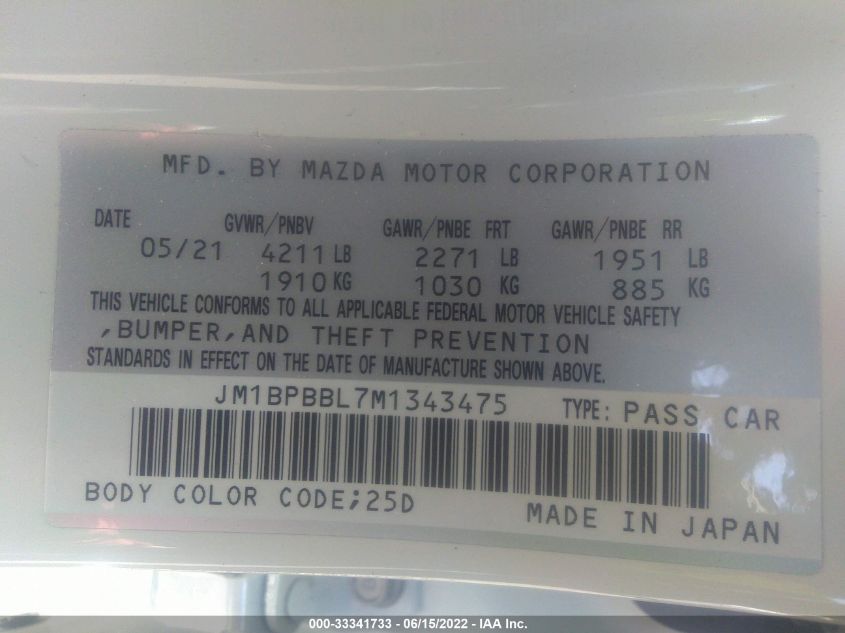 MFD. BY MAZDA MOTOR CORPORATION
DATE GVWR/PNBV GAWR/PNBE FRT GAWR/PNBE RR
05/21 4211 LB 2271 LB 1951 LB
1910 KG 1030 KG 885 KG
THIS VEHICLE CONFORMS TO ALL APPLICABLE FEDERAL MOTOR VEHICLE SAFETY
,BUMPER,AND THEFT PREVENTION
STANDARDS IN EFFECT ON THE DATE OF MANUFACTURE SHOWN ABOVE.
JM1BPBBL7M1343475 TYPE: PASS CAR
BODY COLOR CODE;25D
MADE IN JAPAN
000-33341733 - 06/15/2022 - IAA Inc.